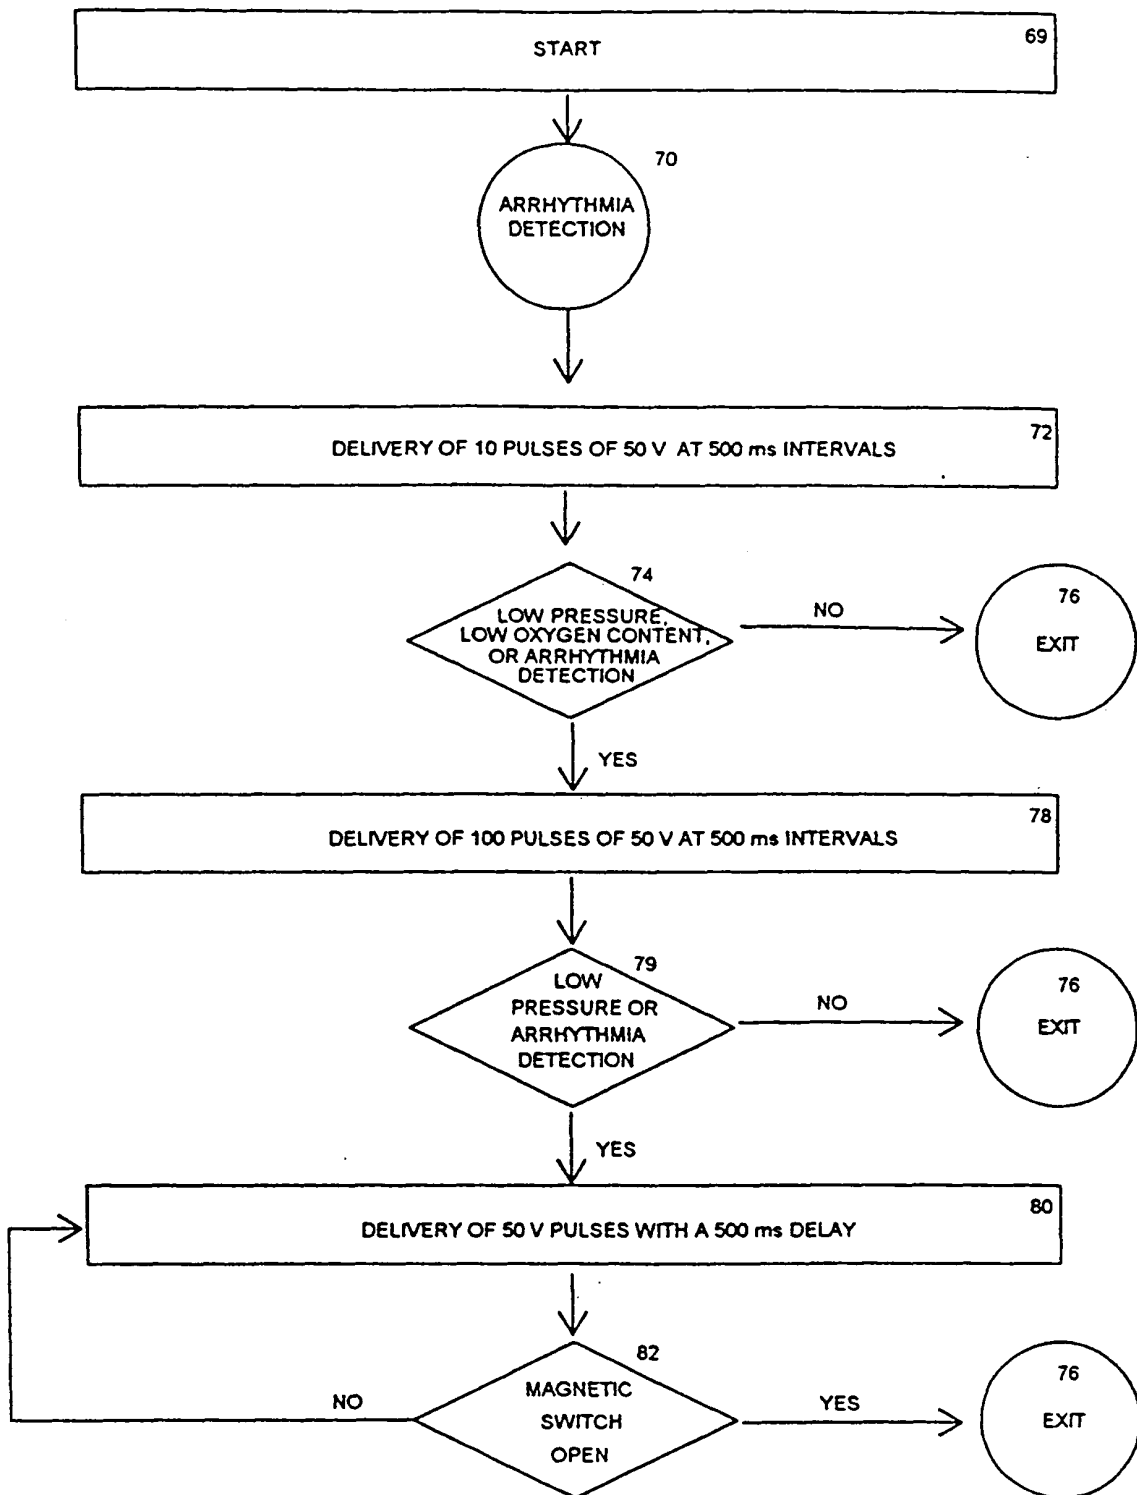 69
START
70
ARRHYTHMIA
DETECTION
72
DELIVERY OF 10 PULSES OF 50 V AT 500 ms INTERVALS
74
LOW PRESSURE,
LOW OXYGEN CONTENT,
OR ARRHYTHMIA
DETECTION
NO
76
EXIT
YES
78
DELIVERY OF 100 PULSES OF 50 V AT 500 ms INTERVALS
79
LOW
PRESSURE OR
ARRHYTHMIA
DETECTION
NO
76
EXIT
YES
80
DELIVERY OF 50 V PULSES WITH A 500 ms DELAY
82
MAGNETIC
SWITCH
OPEN
NO
YES
76
EXIT